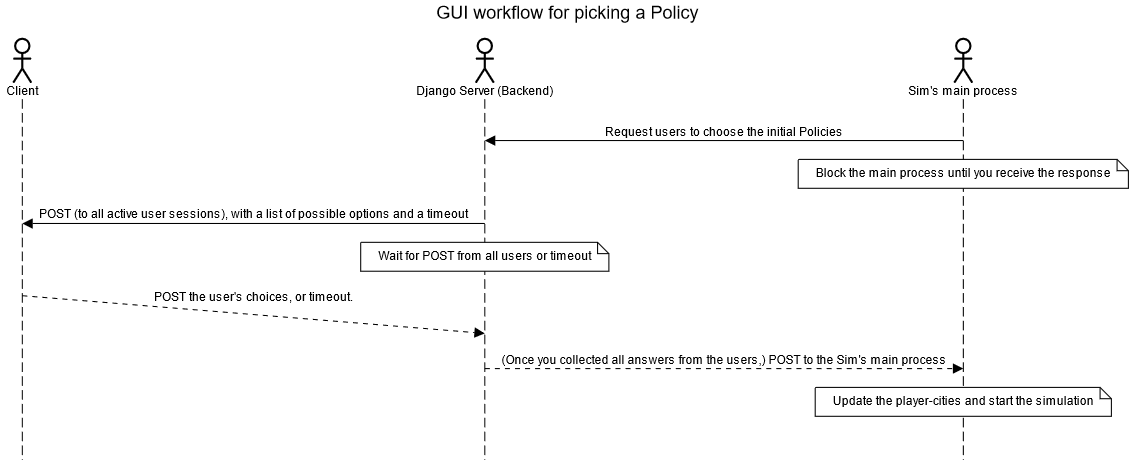 GUI workflow for picking a Policy
Client
Django Server (Backend)
Sim's main process
Request users to choose the initial Policies
Block the main process until you receive the response
POST (to all active user sessions), with a list of possible options and a timeout
Wait for POST from all users or timeout
POST the user's choices, or timeout.
(Once you collected all answers from the users,) POST to the Sim's main process
Update the player-cities and start the simulation